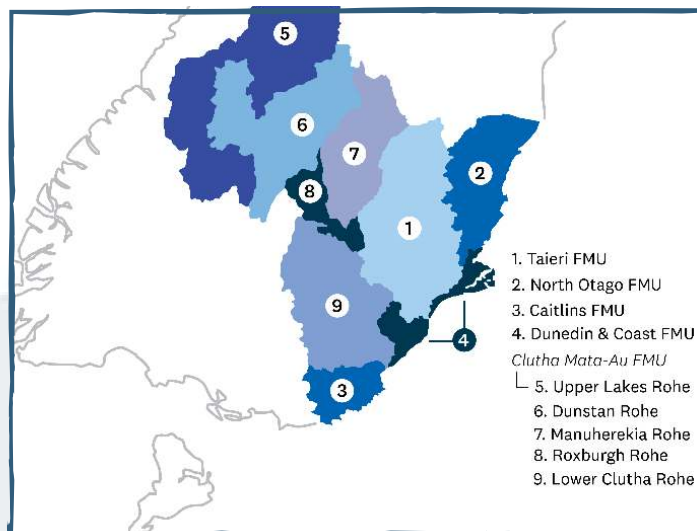 5
6
7
2
8
1
9
4
3
1. Taieri FMU
2. North Otago FMU
3. Caitlins FMU
4. Dunedin & Coast FMU
Clutha Mata-Au FMU
5. Upper Lakes Rohe
6. Dunstan Rohe
7. Manuherekia Rohe
8. Roxburgh Rohe
9. Lower Clutha Rohe